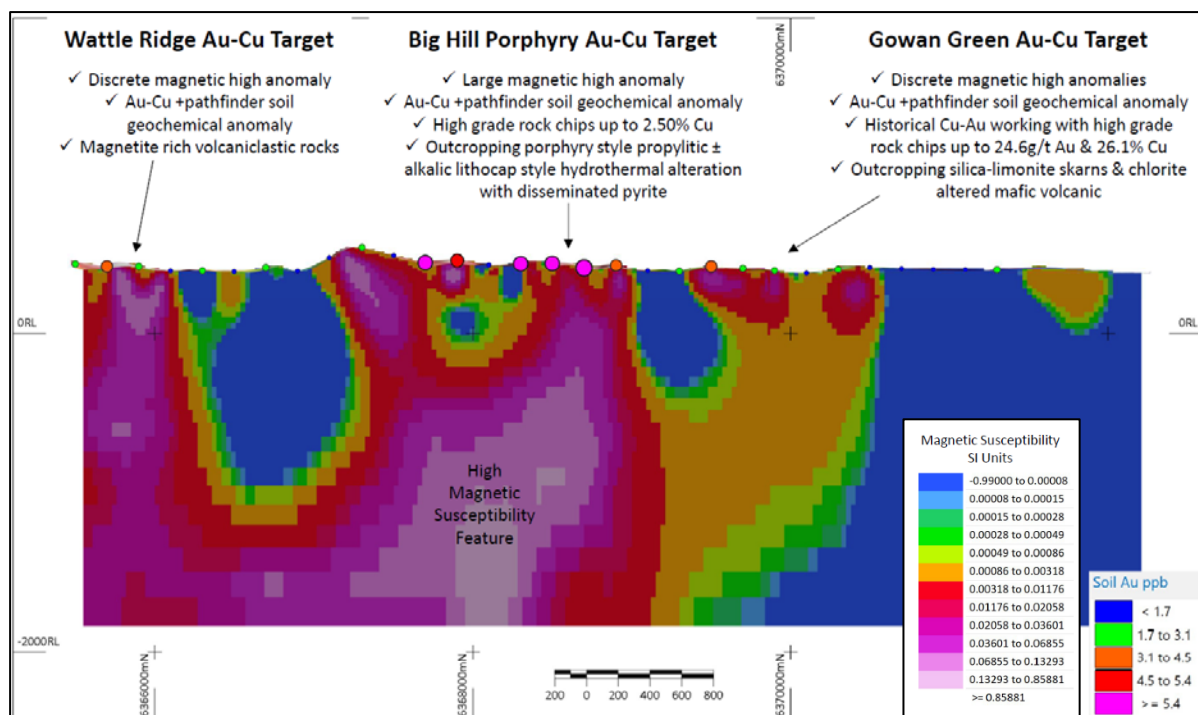 Wattle Ridge Au-Cu Target
✓ Discrete magnetic high anomaly
✓ Au-Cu +pathfinder soil
geochemical anomaly
✓ Magnetite rich volcaniclastic rocks
Big Hill Porphyry Au-Cu Target
✓ Large magnetic high anomaly
✓ Au-Cu +pathfinder soil geochemical anomaly
✓ High grade rock chips up to 2.50% Cu
✓ Outcropping porphyry style propylitic ±
alkalic lithocap style hydrothermal alteration
with disseminated pyrite
6370000mN
Gowan Green Au-Cu Target
✓ Discrete magnetic high anomalies
✓ Au-Cu +pathfinder soil geochemical anomaly
✓ Historical Cu-Au working with high grade
rock chips up to 24.6g/t Au & 26.1% Cu
✓ Outcropping silica-limonite skarns & chlorite
altered mafic volcanic
0RL
0RL
High
Magnetic
Susceptibility
Feature
-2000RL
6366000mN
6368000mN
6370000mN
200 0 200 400 600 800
Magnetic Susceptibility
SI Units
-0.99000 to 0.00008
0.00008 to 0.00015
0.00015 to 0.00028
0.00028 to 0.00049
0.00049 to 0.00086
0.00086 to 0.00318
0.00318 to 0.01176
0.01176 to 0.02058
0.02058 to 0.03601
0.03601 to 0.06855
0.06855 to 0.13293
0.13293 to 0.85881
>= 0.85881
Soil Au ppb
< 1.7
1.7 to 3.1
3.1 to 4.5
4.5 to 5.4
>= 5.4